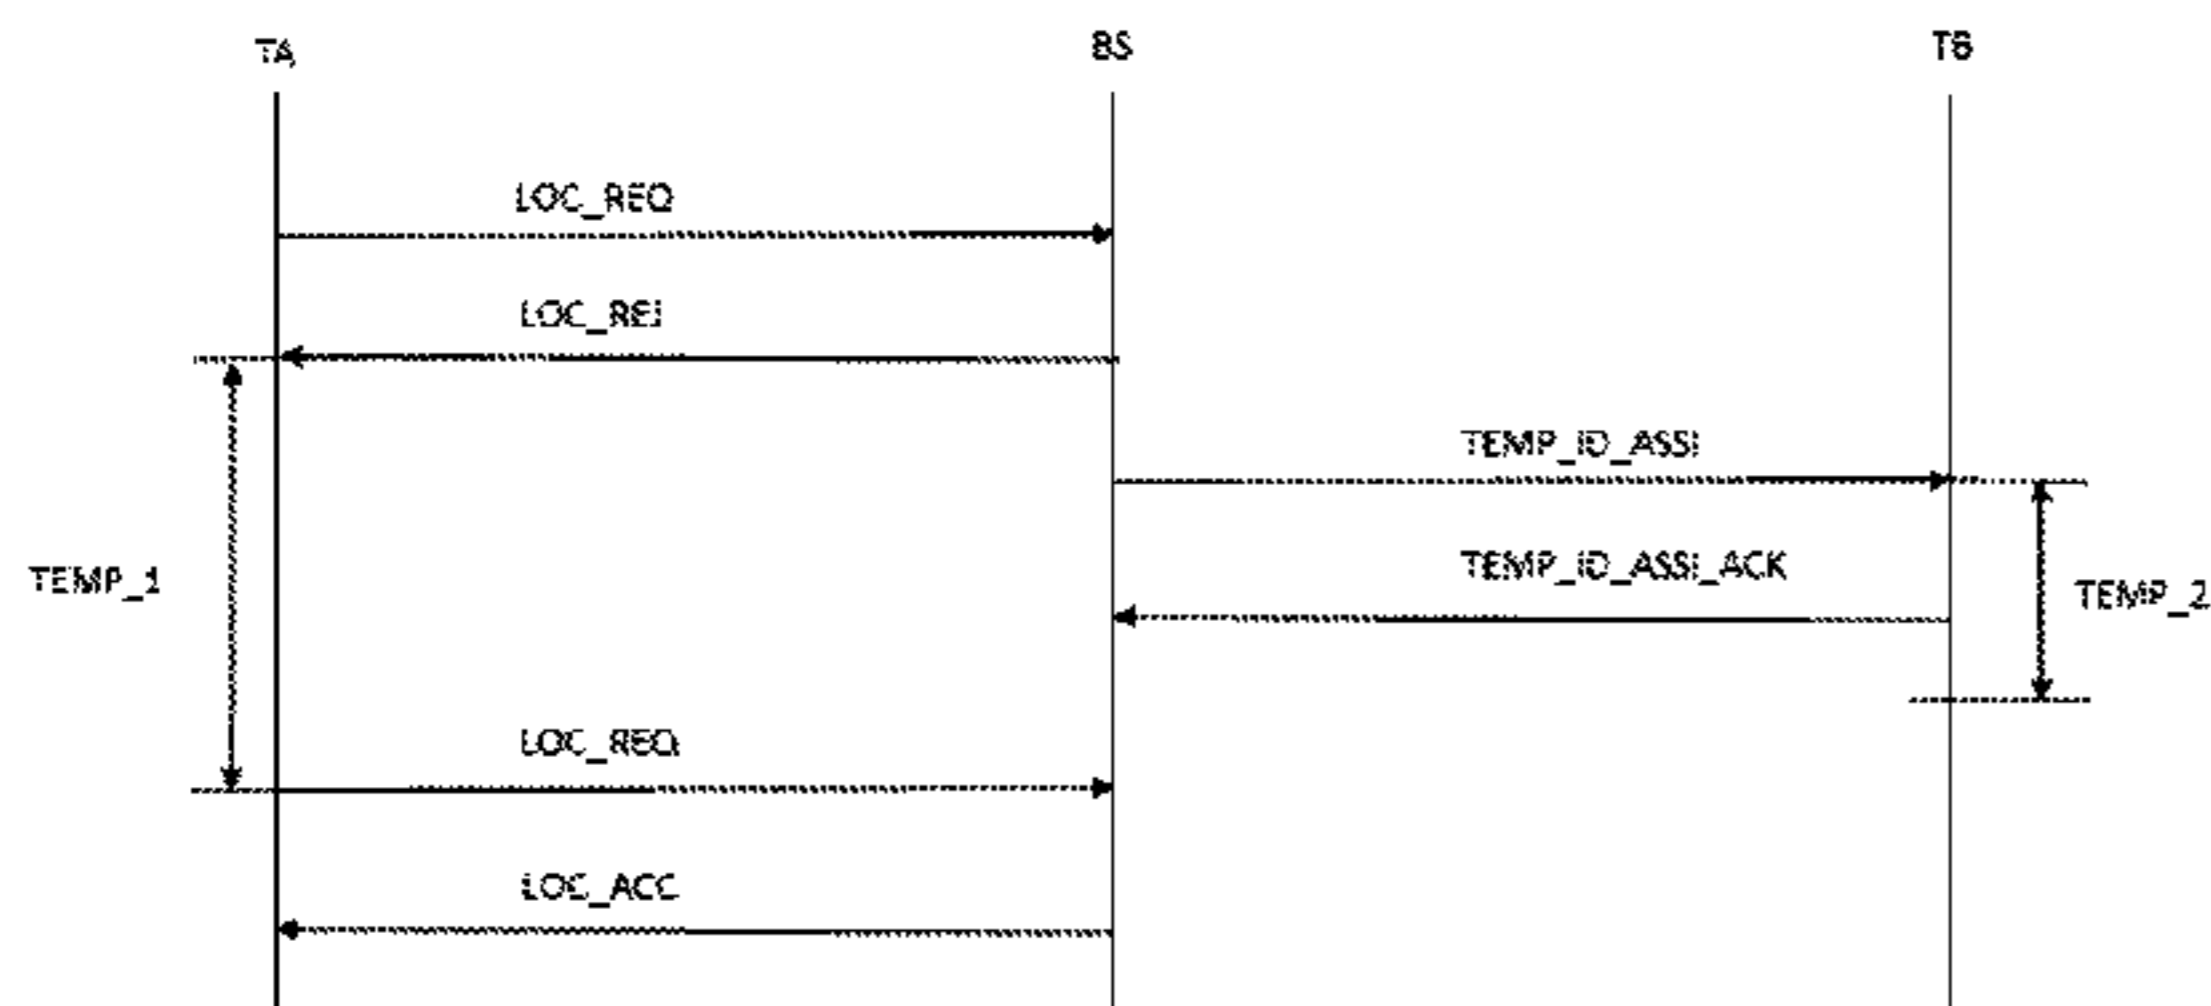 TA
BS
TB
LOC_REQ
LOC_REJ
TEMP_ID_ASSI
TEMP_ID_ASSI_ACK
TEMP_1
TEMP_2
LOC_REQ
LOC_ACC